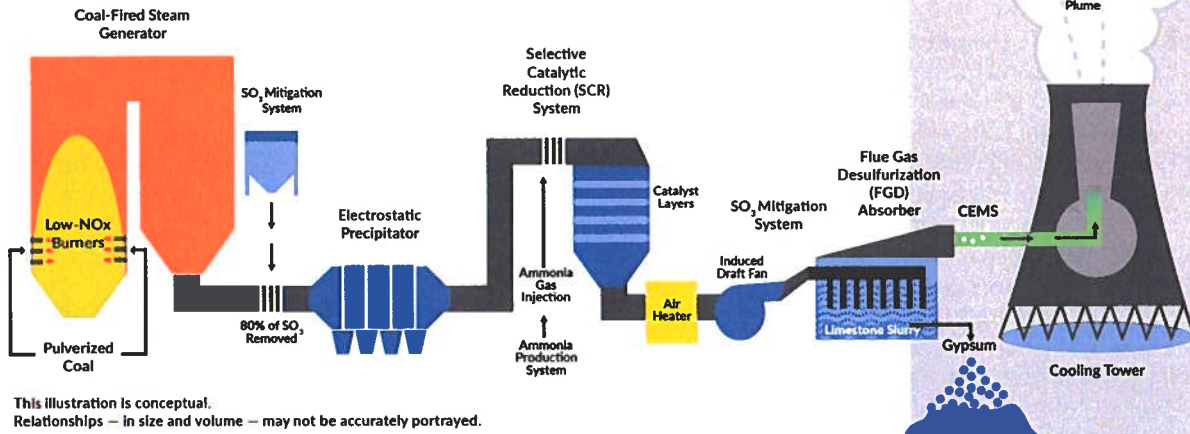 Coal-Fired Steam
Generator
SO₃ Mitigation
System
Low-NOx
Burners
Pulverized
Coal
80% of SO₃
Removed
Electrostatic
Precipitator
Selective
Catalytic
Reduction (SCR)
System
Ammonia
Gas
Injection
Ammonia
Production
System
Catalyst
Layers
Air
Heater
Induced
Draft Fan
SO₃ Mitigation
System
Flue Gas
Desulfurization
(FGD)
Absorber
Limestone Slurry
Gypsum
CEMS
Plume
Cooling Tower
This illustration is conceptual.
Relationships — in size and volume — may not be accurately portrayed.